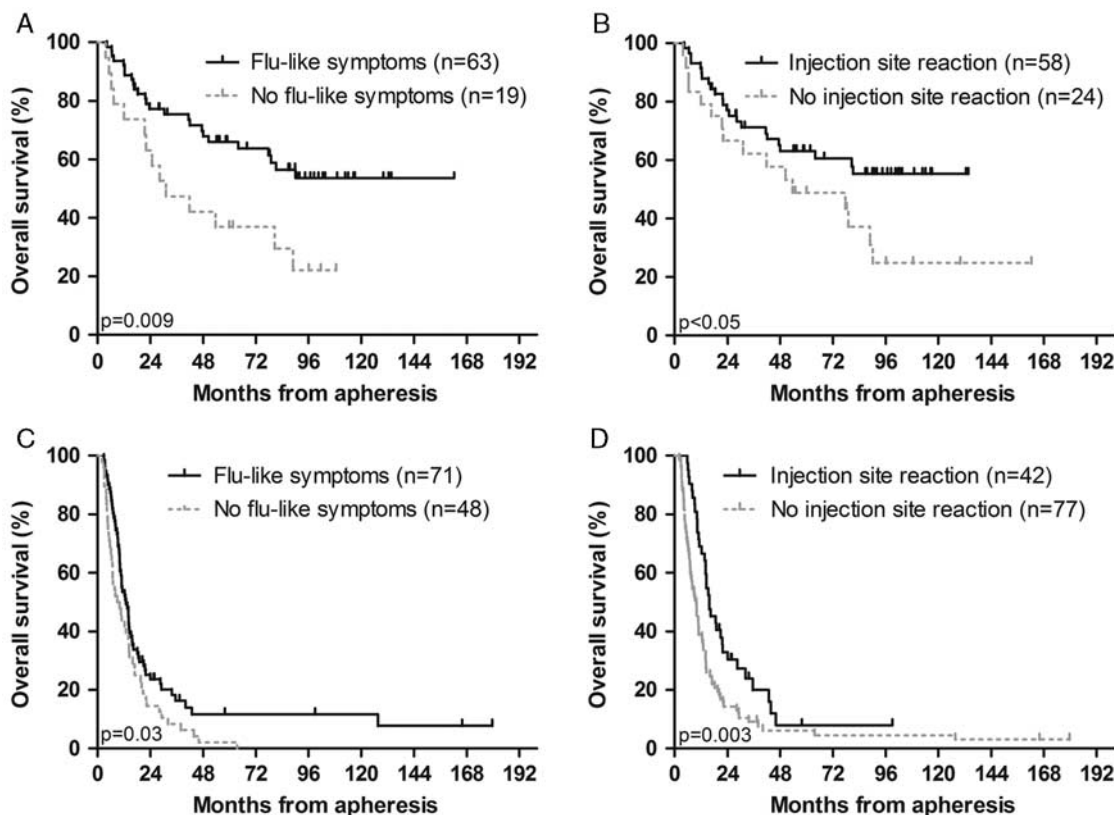 A
Flu-like symptoms (n=63)
No flu-like symptoms (n=19)
Overall survival (%)
100
80
60
40
20
0
p=0.009
0 24 48 72 96 120 144 168 192
Months from apheresis
B
Injection site reaction (n=58)
No injection site reaction (n=24)
Overall survival (%)
100
80
60
40
20
0
p<0.05
0 24 48 72 96 120 144 168 192
Months from apheresis
C
Flu-like symptoms (n=71)
No flu-like symptoms (n=48)
Overall survival (%)
100
80
60
40
20
0
p=0.03
0 24 48 72 96 120 144 168 192
Months from apheresis
D
Injection site reaction (n=42)
No injection site reaction (n=77)
Overall survival (%)
100
80
60
40
20
0
p=0.003
0 24 48 72 96 120 144 168 192
Months from apheresis